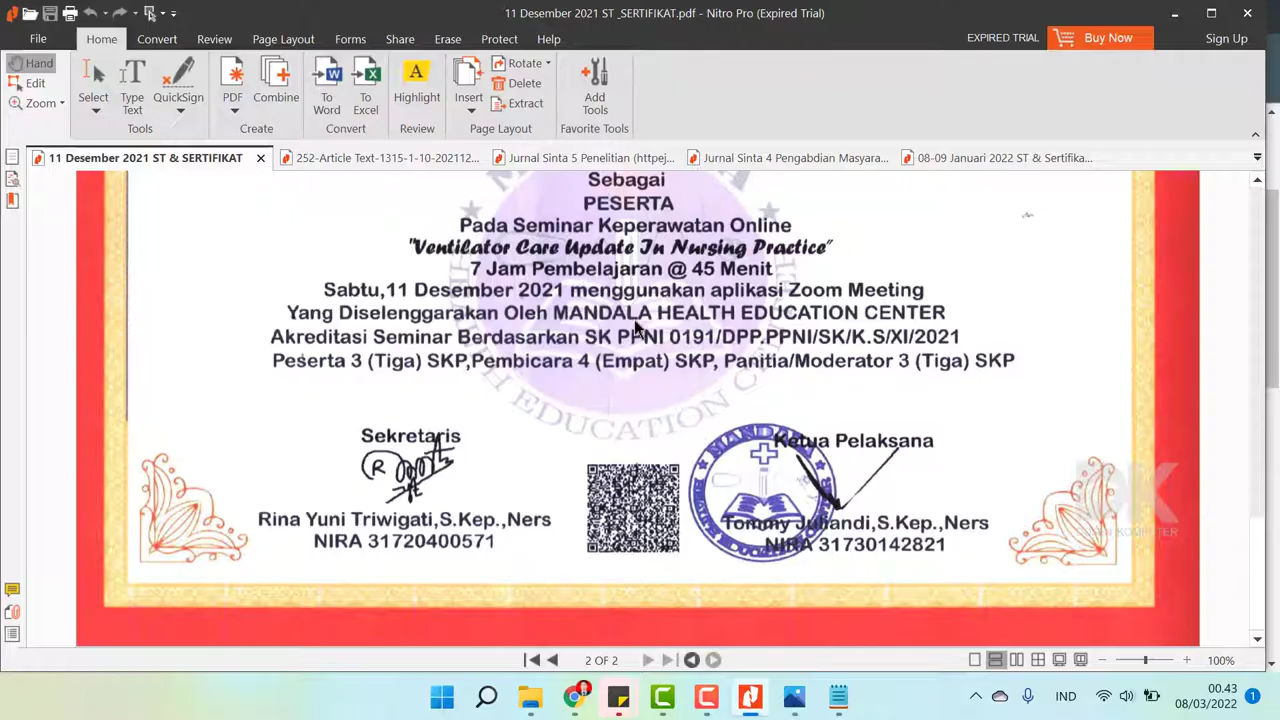 11 Desember 2021 ST _SERTIFIKAT.pdf - Nitro Pro (Expired Trial)
File Home Convert Review Page Layout Forms Share Erase Protect Help EXPIRED TRIAL Buy Now Sign Up
Hand
Edit
Zoom
Select
Type Text
QuickSign
PDF
Combine
To Word
To Excel
Highlight
Insert
Rotate
Delete
Extract
Add Tools
Tools Create Convert Review Page Layout Favorite Tools
11 Desember 2021 ST & SERTIFIKAT 252-Article Text-1315-1-10-202112... Jurnal Sinta 5 Penelitian (httpej... Jurnal Sinta 4 Pengabdian Masyara... 08-09 Januari 2022 ST & Sertifika...
Sebagai
PESERTA
Pada Seminar Keperawatan Online
"Ventilator Care Update In Nursing Practice"
7 Jam Pembelajaran @ 45 Menit
Sabtu,11 Desember 2021 menggunakan aplikasi Zoom Meeting
Yang Diselenggarakan Oleh MANDALA HEALTH EDUCATION CENTER
Akreditasi Seminar Berdasarkan SK PPNI 0191/DPP.PPNI/SK/K.S/XI/2021
Peserta 3 (Tiga) SKP,Pembicara 4 (Empat) SKP, Panitia/Moderator 3 (Tiga) SKP
Sekretaris
Rina Yuni Triwigati,S.Kep.,Ners
NIRA 31720400571
Ketua Pelaksana
Tommy Juliandi,S.Kep.,Ners
NIRA 31730142821
MANDALA
EDUCATION
KOMPUTER
2 OF 2
100%
IND
00.43
08/03/2022
1